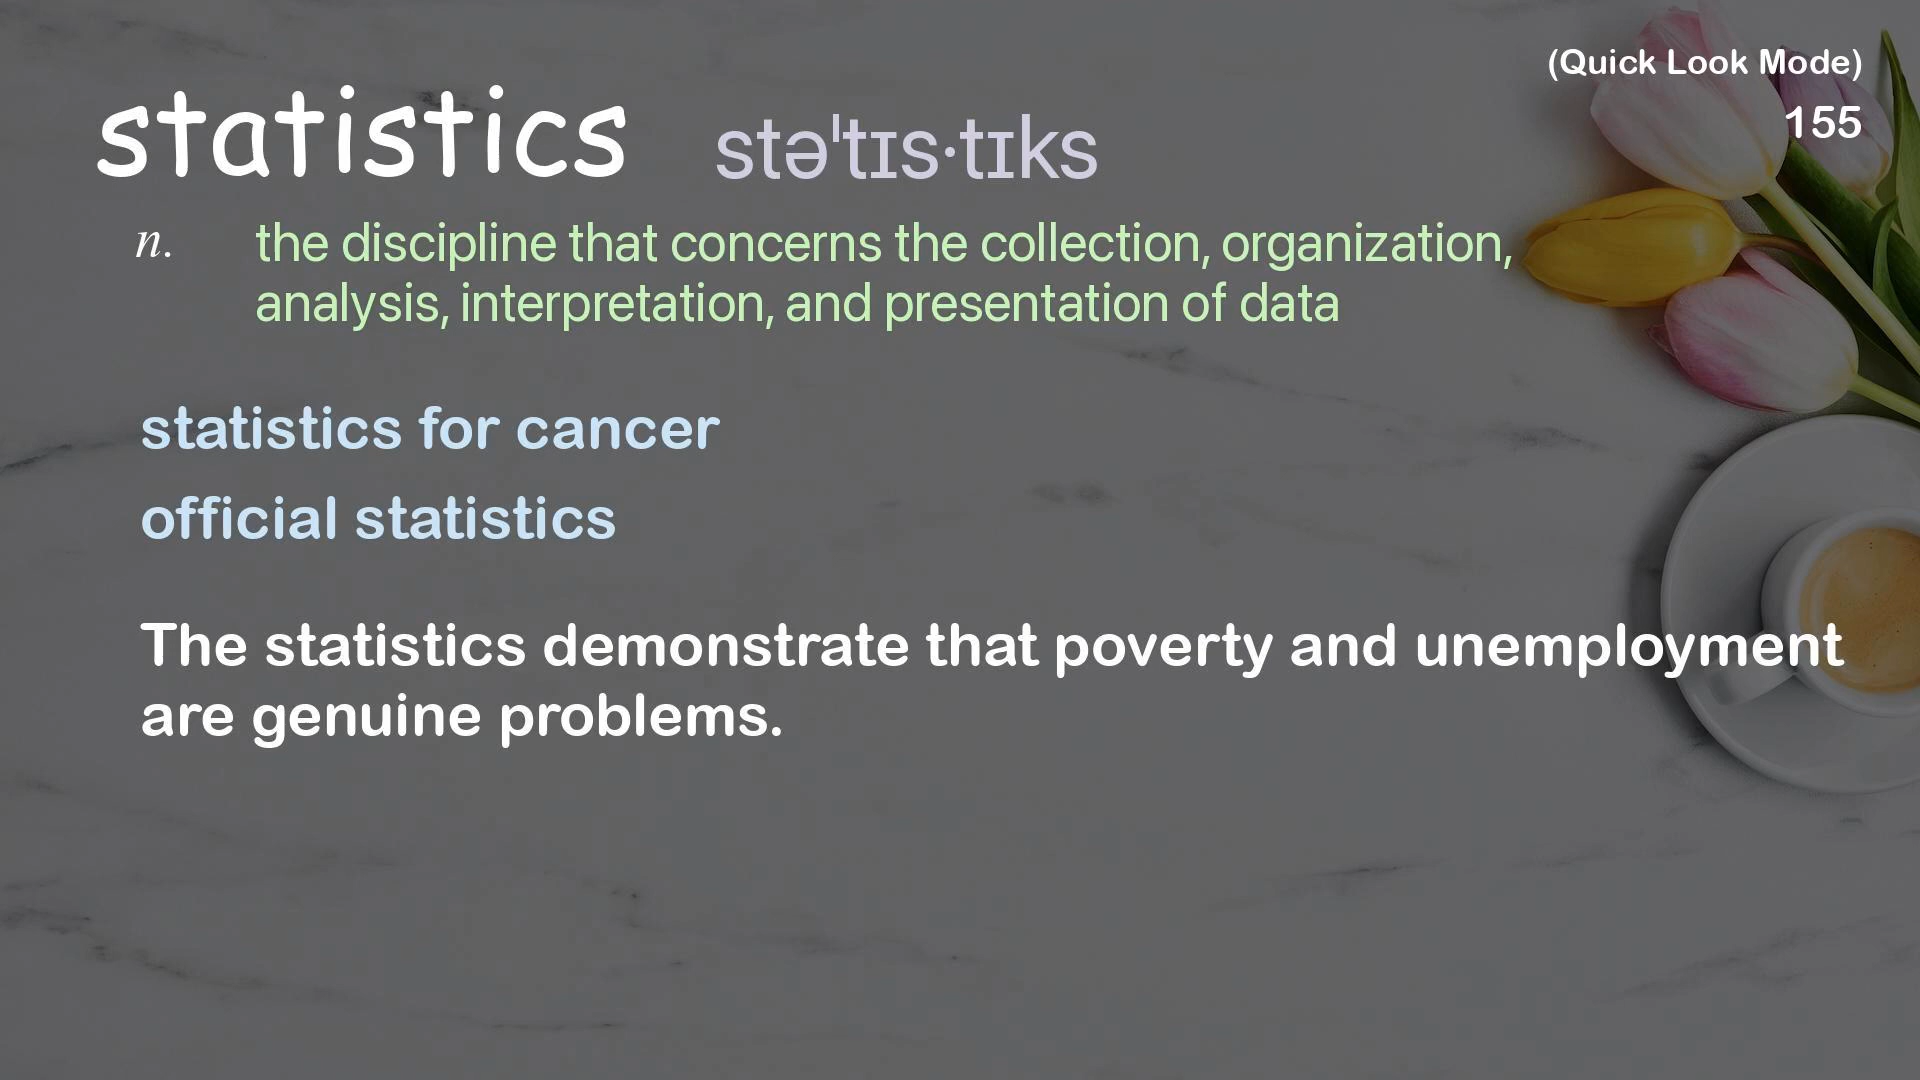 (Quick Look Mode)
155
statistics stəˈtɪs·tɪks
n. the discipline that concerns the collection, organization,
analysis, interpretation, and presentation of data
statistics for cancer
official statistics
The statistics demonstrate that poverty and unemployment
are genuine problems.